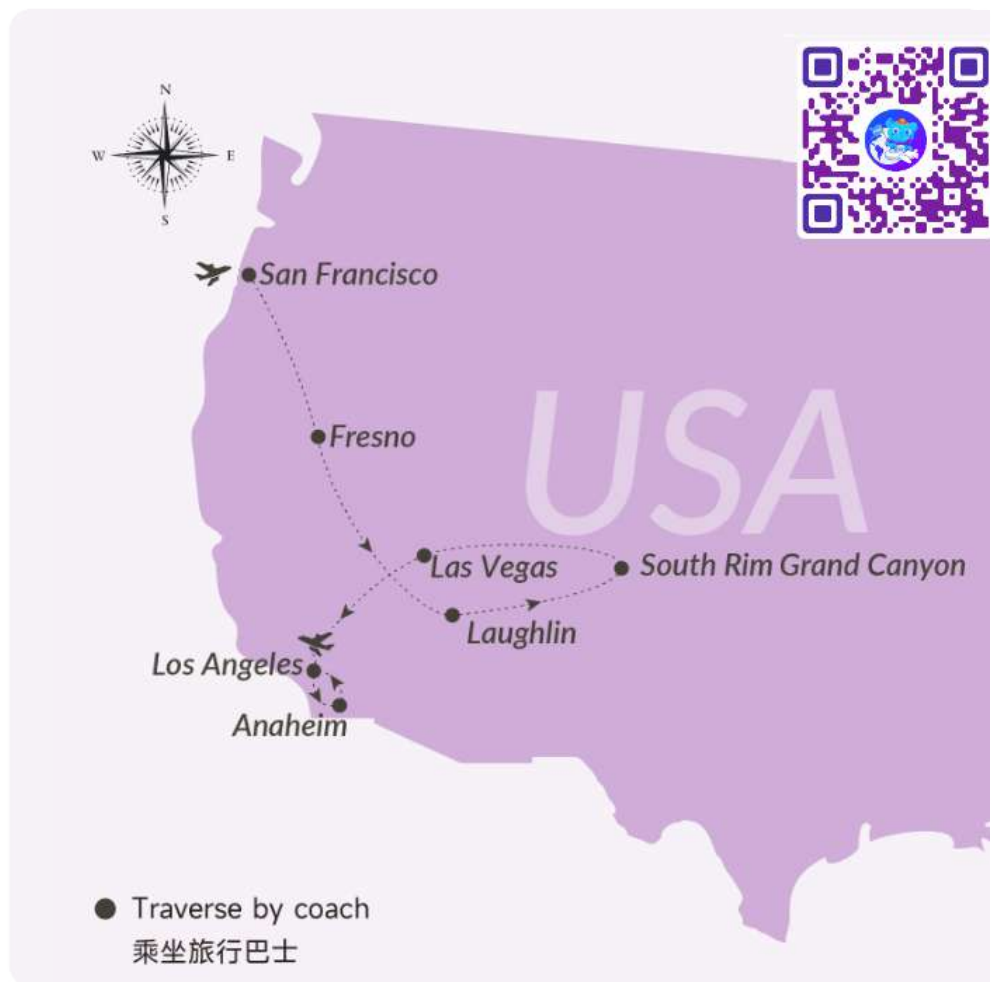 N
W
E
S
San Francisco
Fresno
USA
Las Vegas
South Rim Grand Canyon
Laughlin
Los Angeles
Anaheim
Traverse by coach
乘坐旅行巴士